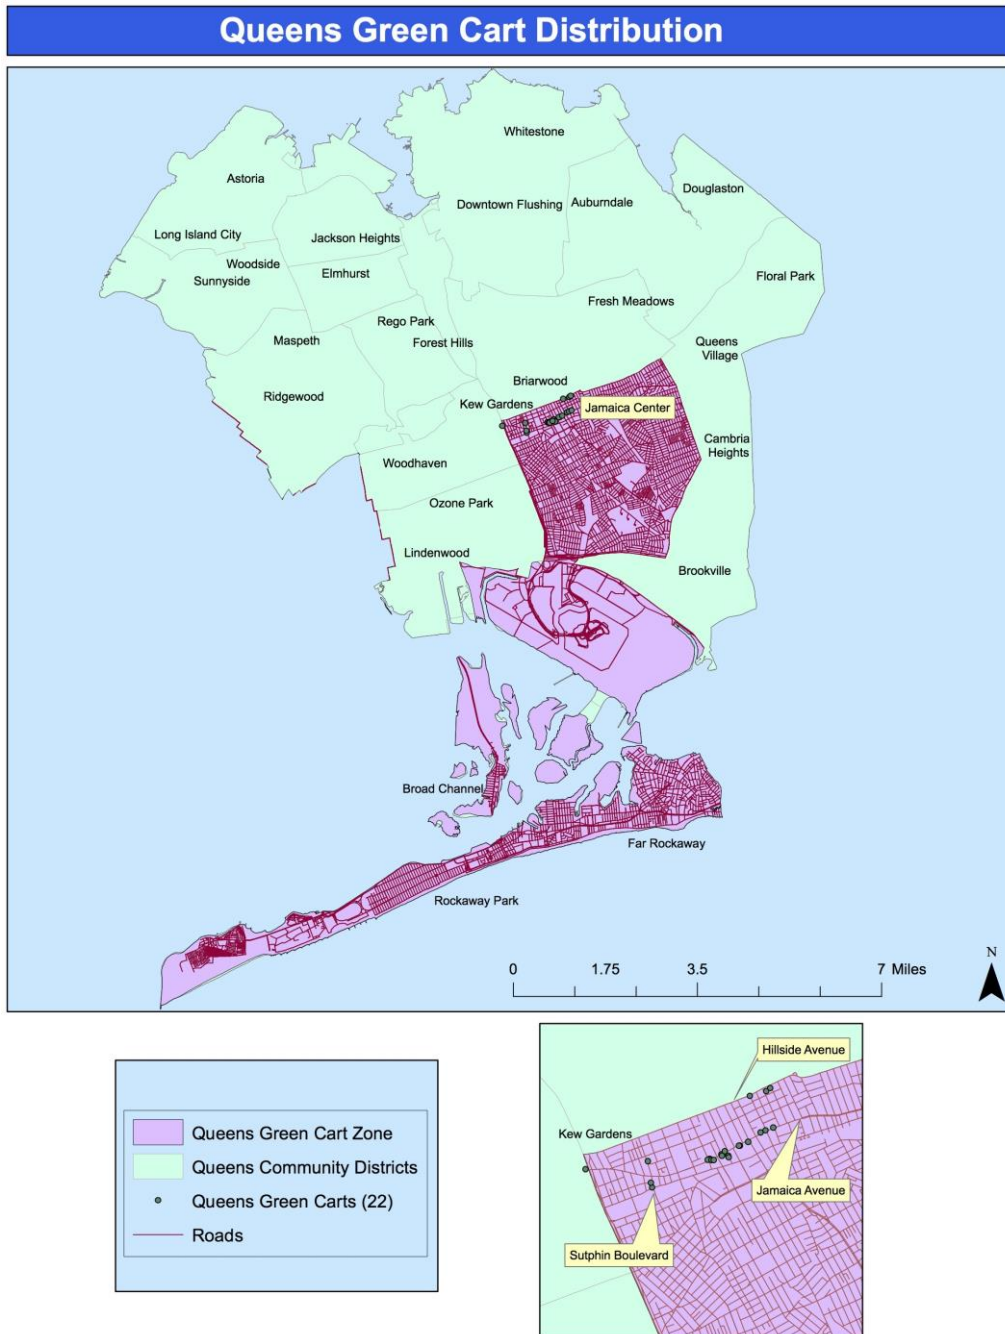 Queens Green Cart Distribution
Whitestone
Astoria
Douglaston
Downtown Flushing
Auburndale
Long Island City
Jackson Heights
Woodside
Elmhurst
Sunnyside
Floral Park
Fresh Meadows
Rego Park
Maspeth
Forest Hills
Queens
Village
Briarwood
Ridgewood
Kew Gardens
Jamaica Center
Cambria
Heights
Woodhaven
Ozone Park
Lindenwood
Brookville
Broad Channel
Far Rockaway
Rockaway Park
N
0 1.75 3.5 7 Miles
Queens Green Cart Zone
Queens Community Districts
Queens Green Carts (22)
Roads
Hillside Avenue
Kew Gardens
Jamaica Avenue
Sutphin Boulevard